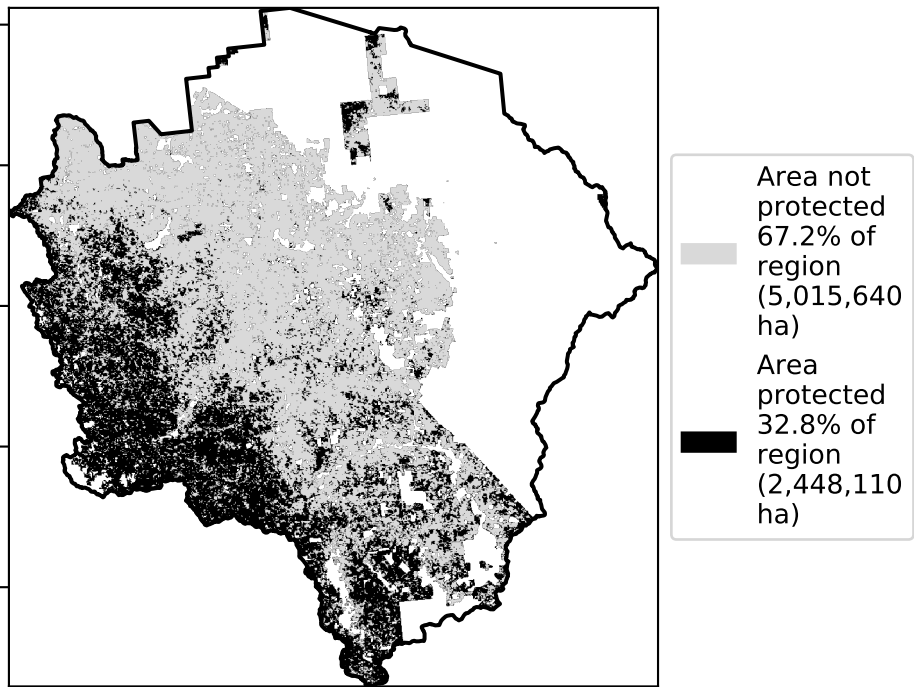 Area not
protected
67.2% of
region
(5,015,640
ha)
Area
protected
32.8% of
region
(2,448,110
ha)